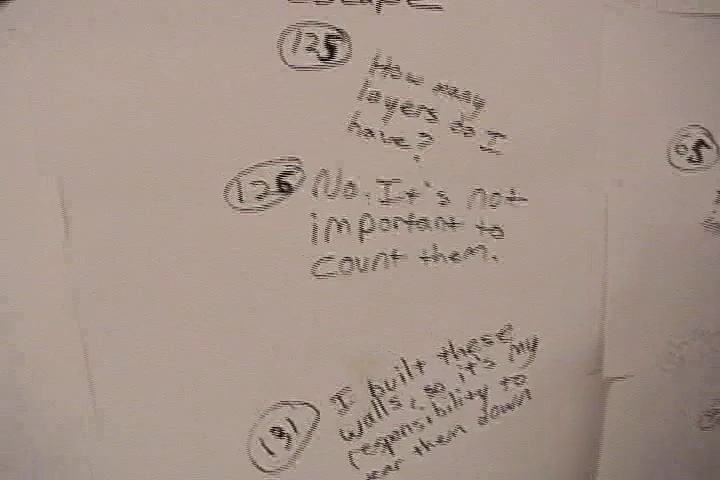 escape
125
How many
layers do I
have?
126
No. It's not
important to
count them.
131
I built these
walls, so it's my
responsibility to
tear them down